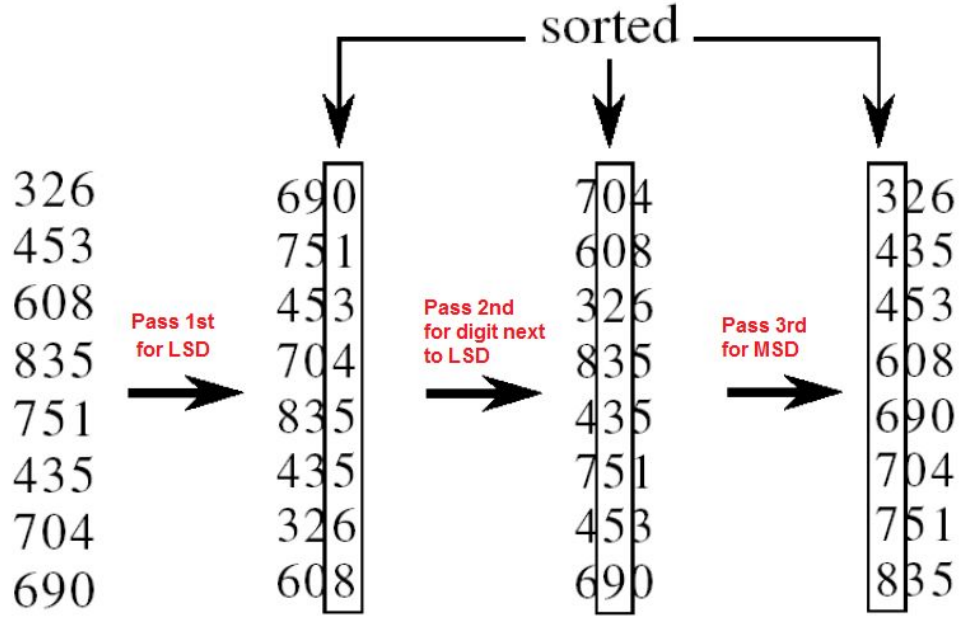 sorted
326 690 704 326
453 751 608 435
608 453 326 453
Pass 1st
for LSD
Pass 2nd
for digit next
to LSD
Pass 3rd
for MSD
835 704 835 608
751 835 435 690
435 435 751 704
704 326 453 751
690 608 690 835